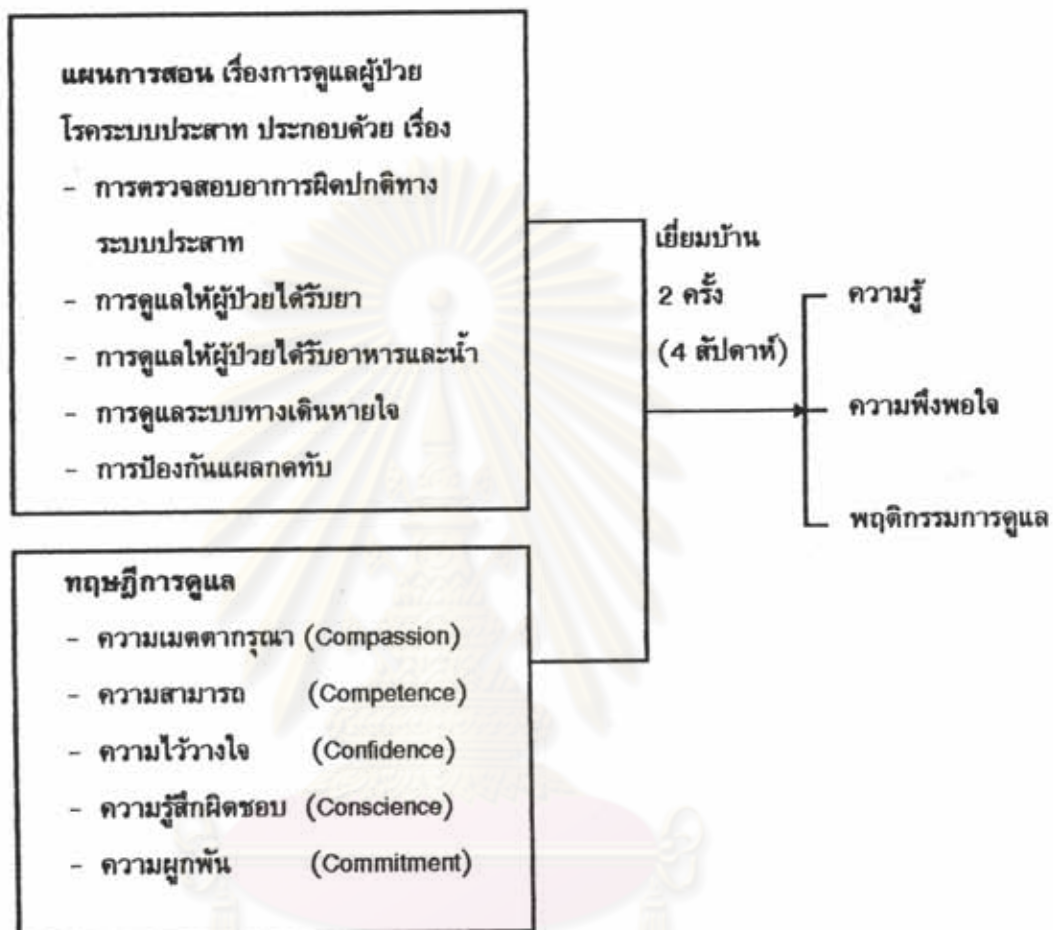 แผนการสอน เรื่องการดูแลผู้ป่วย
โรคระบบประสาท ประกอบด้วย เรื่อง
- การตรวจสอบอาการผิดปกติทาง
ระบบประสาท
- การดูแลให้ผู้ป่วยได้รับยา
- การดูแลให้ผู้ป่วยได้รับอาหารและน้ำ
- การดูแลระบบทางเดินหายใจ
- การป้องกันแผลกดทับ
ทฤษฎีการดูแล
- ความเมตตากรุณา (Compassion)
- ความสามารถ (Competence)
- ความไว้วางใจ (Confidence)
- ความรู้สึกผิดชอบ (Conscience)
- ความผูกพัน (Commitment)
เยี่ยมบ้าน
2 ครั้ง
(4 สัปดาห์)
ความรู้
ความพึงพอใจ
พฤติกรรมการดูแล